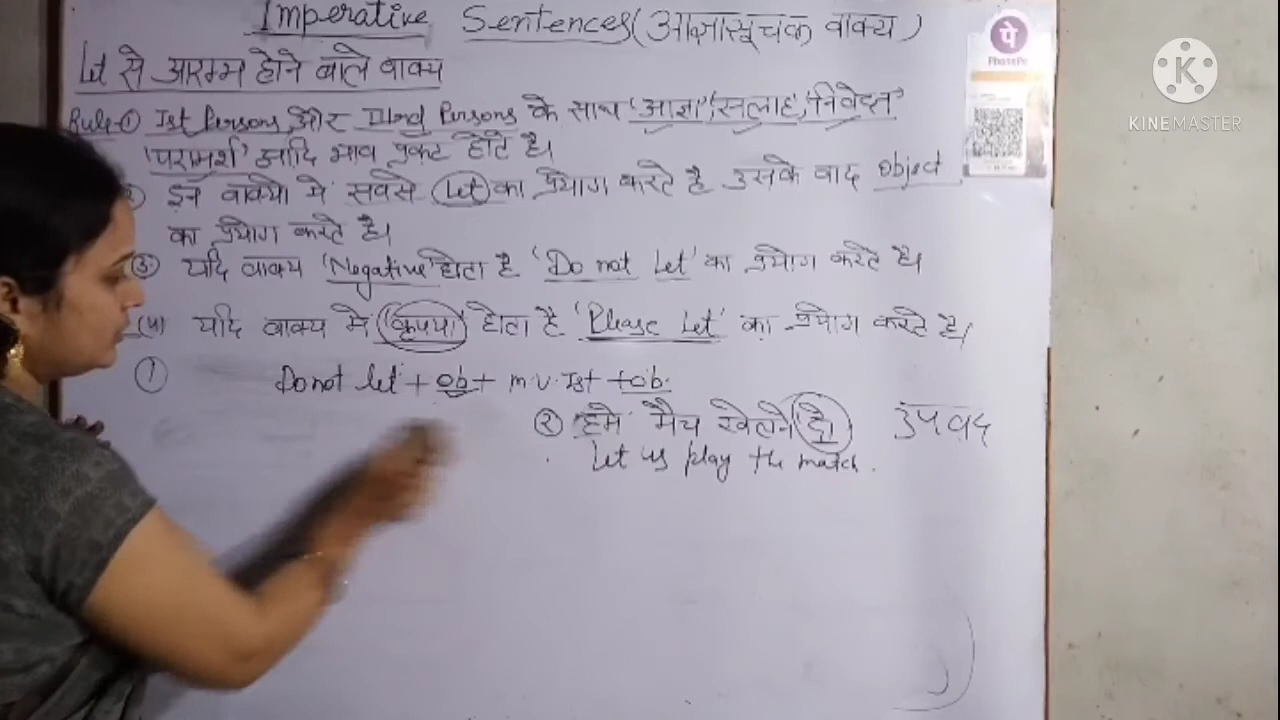 Imperative Sentences (आज्ञासूचक वाक्य)
Let से आरम्भ होने वाले वाक्य
Rule-① Ist Persons और IIInd Persons के साथ 'आज्ञा', 'सलाह', 'निवेदन'
'परामर्श' आदि भाव प्रकट होते है।
इन वाक्यो मे सबसे Let का प्रयोग करते है उसके बाद object
का प्रयोग करते है।
③ यदि वाक्य 'Negative' होता है 'Do not Let' का प्रयोग करते है।
(4) यदि वाक्य मे (कृपया) होता है 'Please Let' का प्रयोग करते है।
① Do not let + ob + m.v. Ist + ob.
② हमे मैच खेलने दो
Let us play the match.
पे
PhonePe
K
KINEMASTER